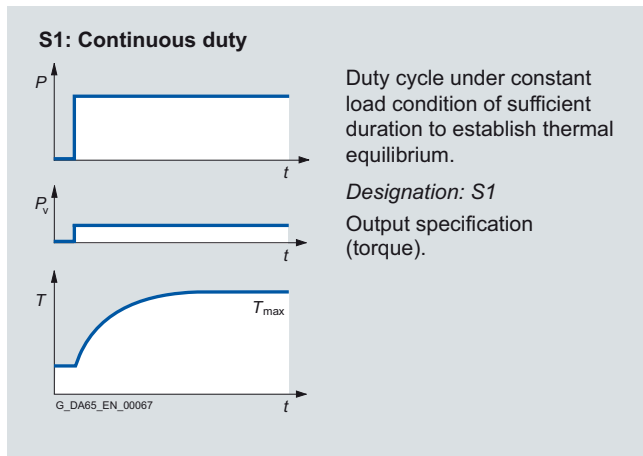 S1: Continuous duty
P
t
Pv
t
T
Tmax
t
G_DA65_EN_00067
Duty cycle under constant
load condition of sufficient
duration to establish thermal
equilibrium.
Designation: S1
Output specification
(torque).